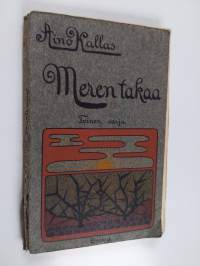 Aino Kallas
Meren takaa
Toinen sarja